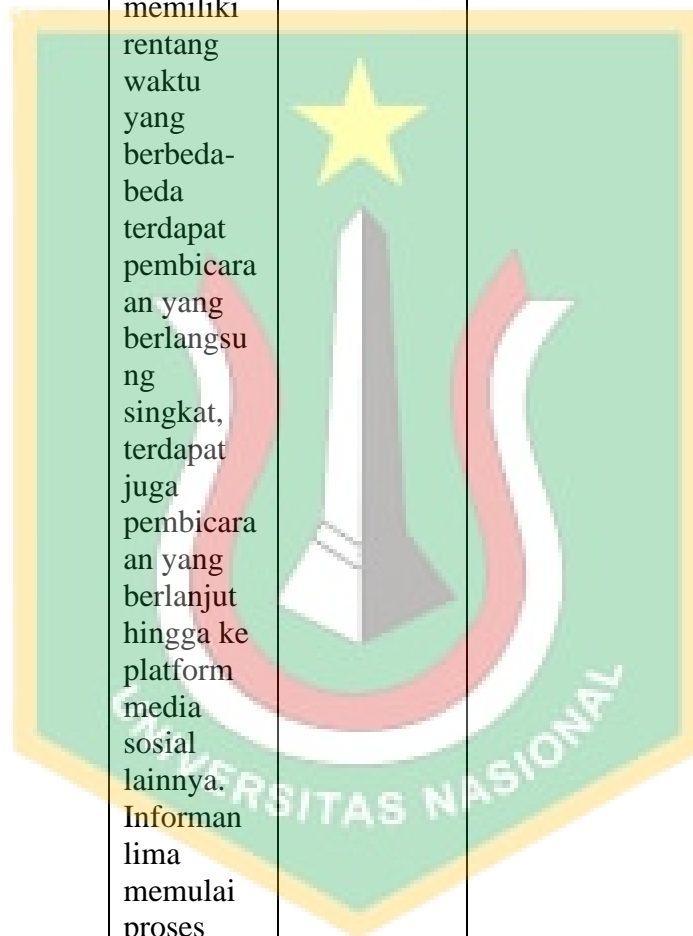 memiliki
rentang
waktu
yang
berbeda-
beda
terdapat
pembicara
an yang
berlangsu
ng
singkat,
terdapat
juga
pembicara
an yang
berlanjut
hingga ke
platform
media
sosial
lainnya.
Informan
lima
memulai
proses
UNIVERSITAS NASIONAL